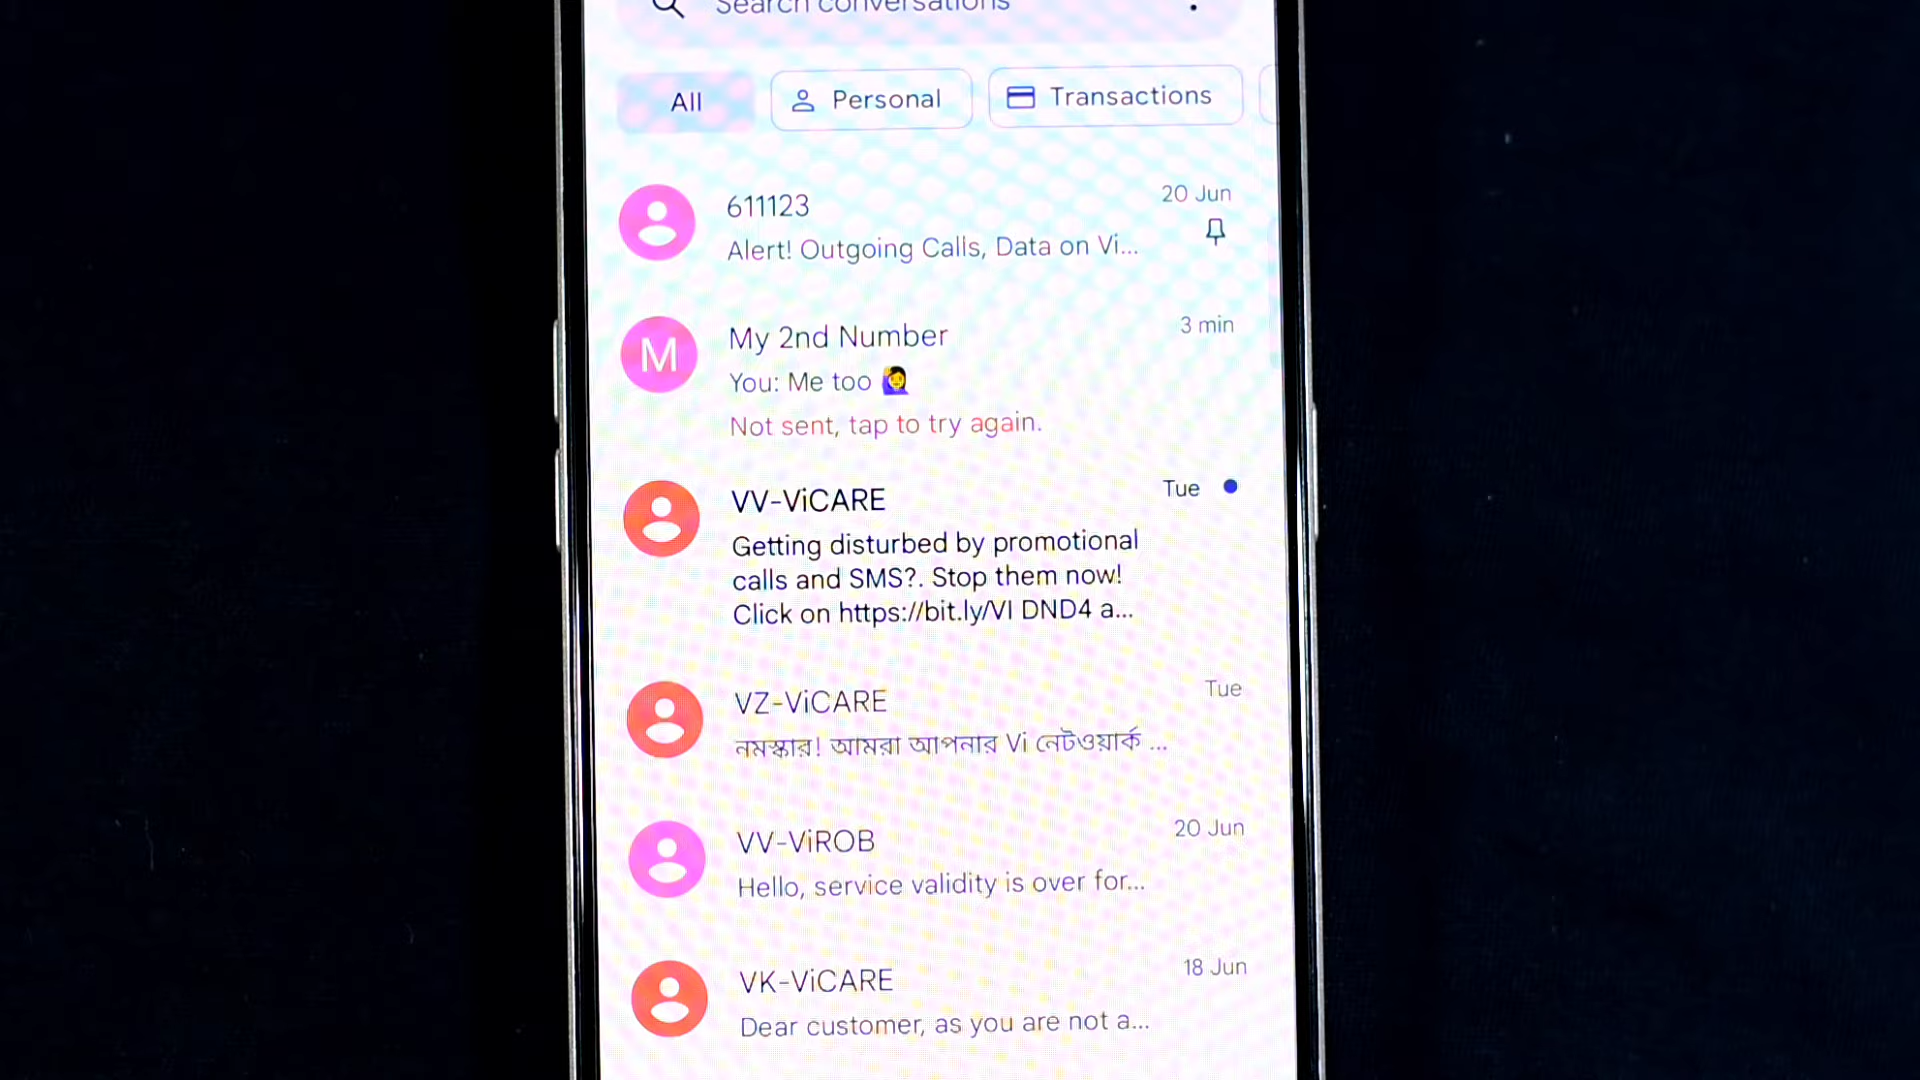 Search conversations
All
Personal
Transactions
611123
20 Jun
Alert! Outgoing Calls, Data on Vi...
My 2nd Number
3 min
You: Me too 🙋‍♀️
Not sent, tap to try again.
VV-ViCARE
Tue
Getting disturbed by promotional
calls and SMS?. Stop them now!
Click on https://bit.ly/VI DND4 a...
VZ-ViCARE
Tue
নমস্কার! আমরা আপনার Vi নেটওয়ার্ক ...
VV-ViROB
20 Jun
Hello, service validity is over for...
VK-ViCARE
18 Jun
Dear customer, as you are not a...